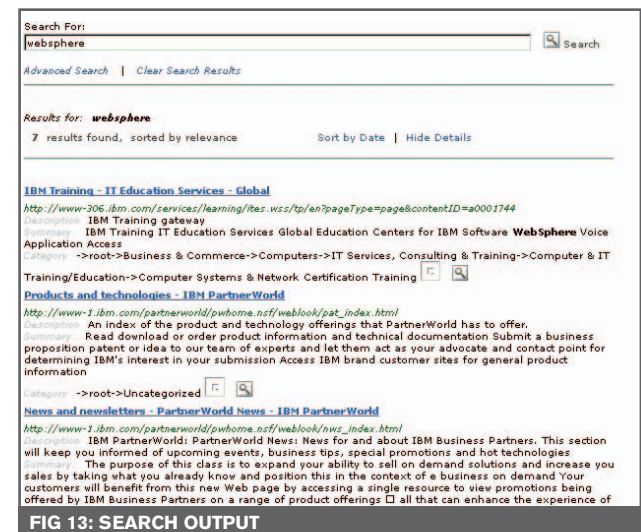 Search For:
websphere
Search
Advanced Search | Clear Search Results
Results for: websphere
7 results found, sorted by relevance Sort by Date | Hide Details
IBM Training - IT Education Services - Global
http://www-306.ibm.com/services/learning/ites.wss/tp/en?pageType=page&contentID=a0001744
Description IBM Training gateway
Summary: IBM Training IT Education Services Global Education Centers for IBM Software WebSphere Voice
Application Access
Category ->root->Business & Commerce->Computers->IT Services, Consulting & Training->Computer & IT
Training/Education->Computer Systems & Network Certification Training
Products and technologies - IBM PartnerWorld
http://www-1.ibm.com/partnerworld/pwhome.nsf/weblook/pat_index.html
Description An index of the product and technology offerings that PartnerWorld has to offer.
Summary: Read download or order product information and technical documentation Submit a business
proposition patent or idea to our team of experts and let them act as your advocate and contact point for
determining IBM's interest in your submission Access IBM brand customer sites for general product
information
Category ->root->Uncategorized
News and newsletters - PartnerWorld News - IBM PartnerWorld
http://www-1.ibm.com/partnerworld/pwhome.nsf/weblook/nws_index.html
Description IBM PartnerWorld: PartnerWorld News: News for and about IBM Business Partners. This section
will keep you informed of upcoming events, business tips, special promotions and hot technologies
Summary: The purpose of this class is to expand your ability to sell on demand solutions and increase you
sales by taking what you already know and position this in the context of e business on demand Your
customers will benefit from this new Web page by accessing a single resource to view promotions being
offered by IBM Business Partners on a range of product offerings □ all that can enhance the experience of
FIG 13: SEARCH OUTPUT